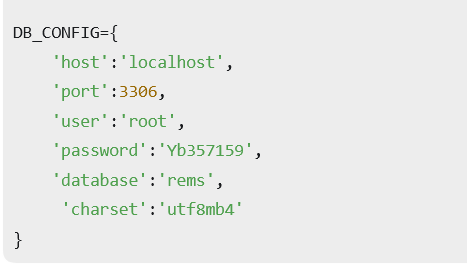 DB_CONFIG={
    'host':'localhost',
    'port':3306,
    'user':'root',
    'password':'Yb357159',
    'database':'rems',
     'charset':'utf8mb4'
}